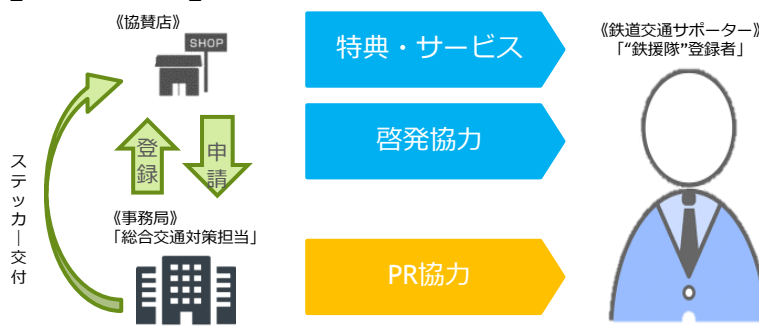 《協賛店》
SHOP
特典・サービス
《鉄道交通サポーター》
「“鉄援隊”登録者」
啓発協力
登録
申請
ステッカー交付
《事務局》
「総合交通対策担当」
PR協力